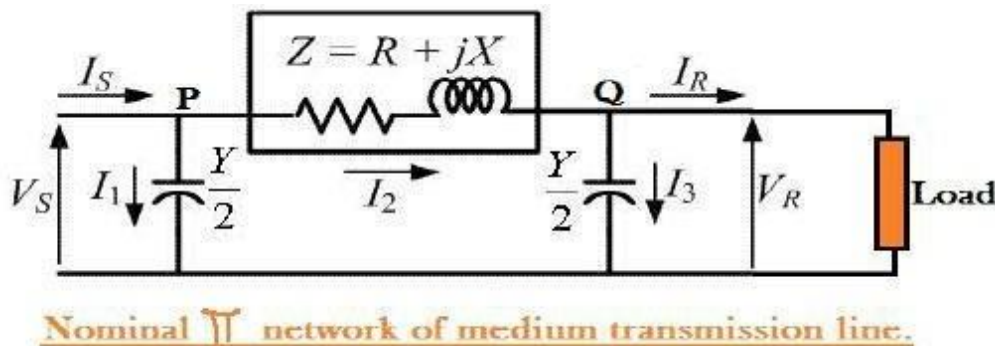 Z = R + jX
I_S P Q I_R
V_S I_1 Y/2 I_2 Y/2 I_3 V_R Load
Nominal π network of medium transmission line.